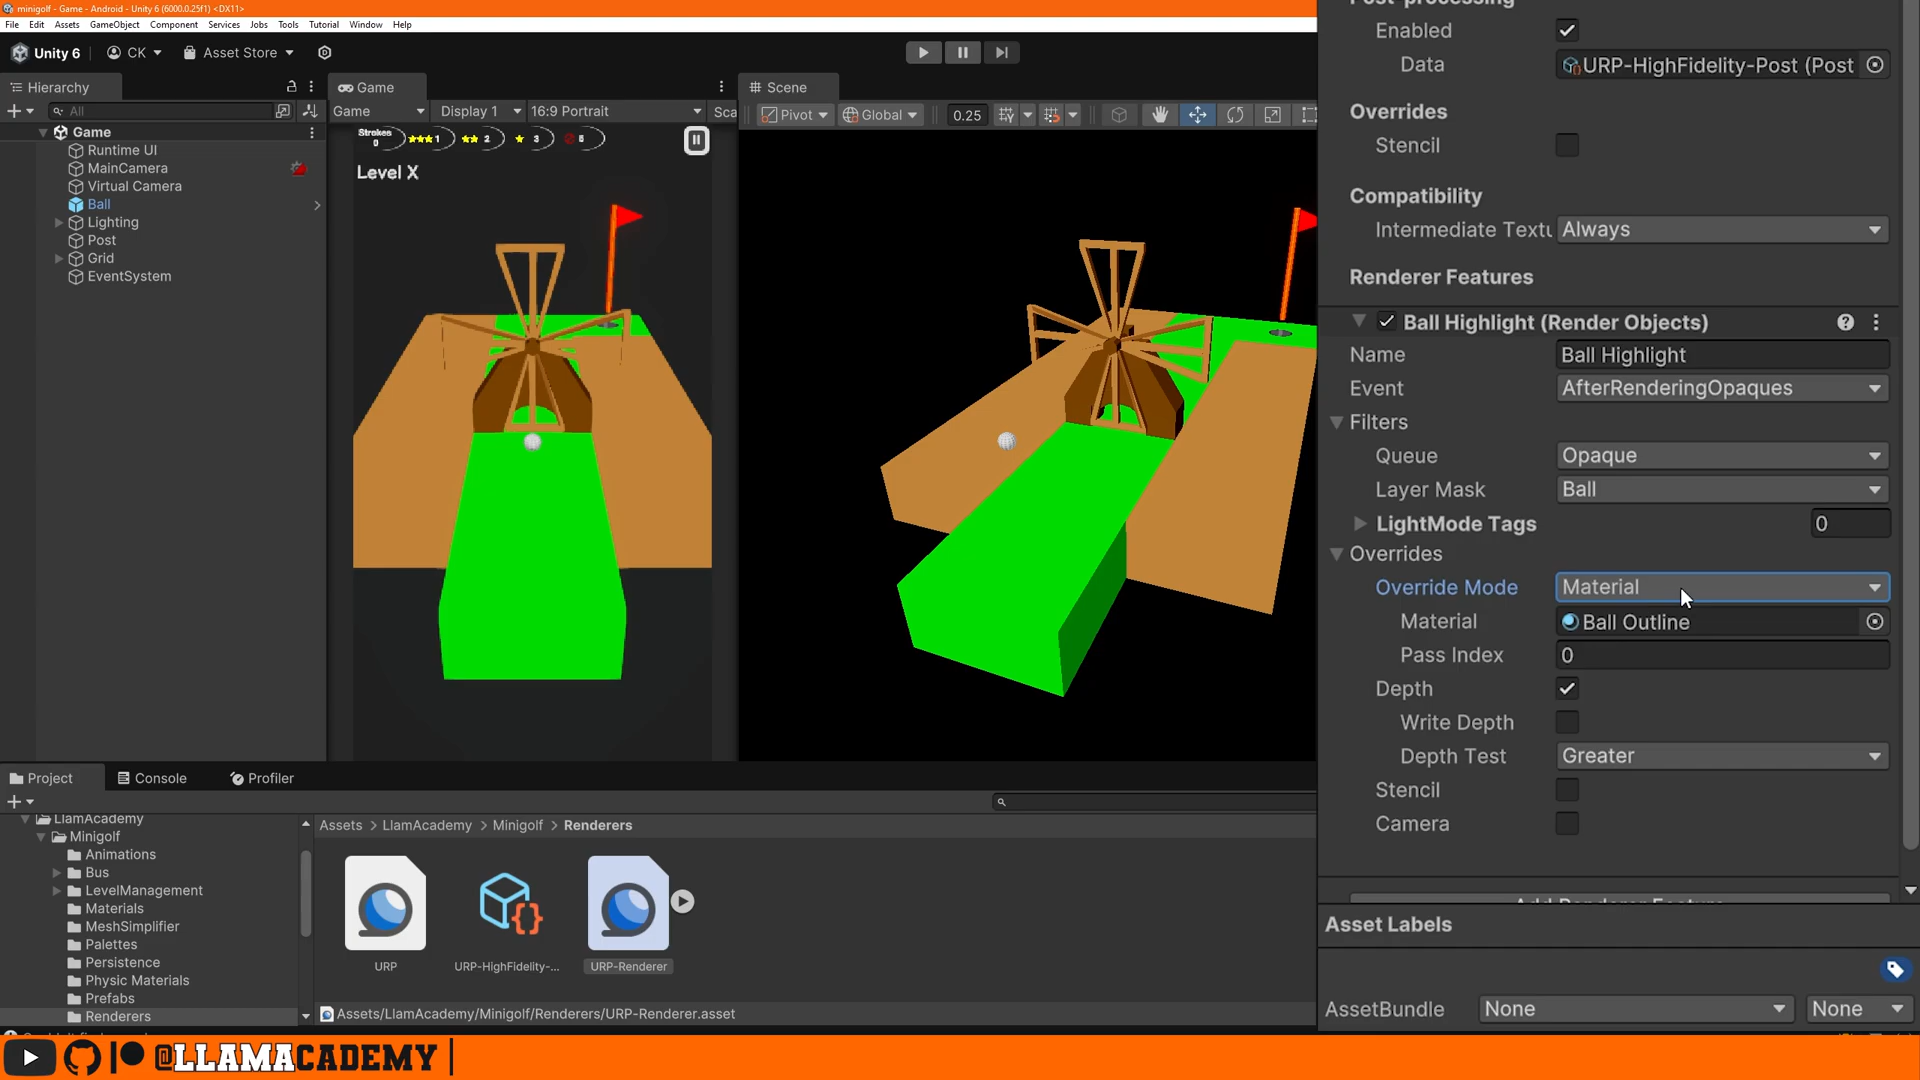 minigolf - Game - Android - Unity 6 (6000.0.25f1) <DX11>
File Edit Assets GameObject Component Services Jobs Tools Tutorial Window Help
Unity 6 CK Asset Store
Hierarchy
All
Game
Runtime UI
MainCamera
Virtual Camera
Ball
Lighting
Post
Grid
EventSystem
Game
Game Display 1 16:9 Portrait Sca
Strokes
0 1 2 3 5
Level X
Scene
Pivot Global 0.25
Enabled
Data URP-HighFidelity-Post (Post
Overrides
Stencil
Compatibility
Intermediate Textu Always
Renderer Features
Ball Highlight (Render Objects)
Name Ball Highlight
Event AfterRenderingOpaques
Filters
Queue Opaque
Layer Mask Ball
LightMode Tags 0
Overrides
Override Mode Material
Material Ball Outline
Pass Index 0
Depth
Write Depth
Depth Test Greater
Stencil
Camera
Asset Labels
AssetBundle None None
Project Console Profiler
LlamAcademy
Minigolf
Animations
Bus
LevelManagement
Materials
MeshSimplifier
Palettes
Persistence
Physic Materials
Prefabs
Renderers
Assets > LlamAcademy > Minigolf > Renderers
URP
URP-HighFidelity-...
URP-Renderer
Assets/LlamAcademy/Minigolf/Renderers/URP-Renderer.asset
@LLAMACADEMY